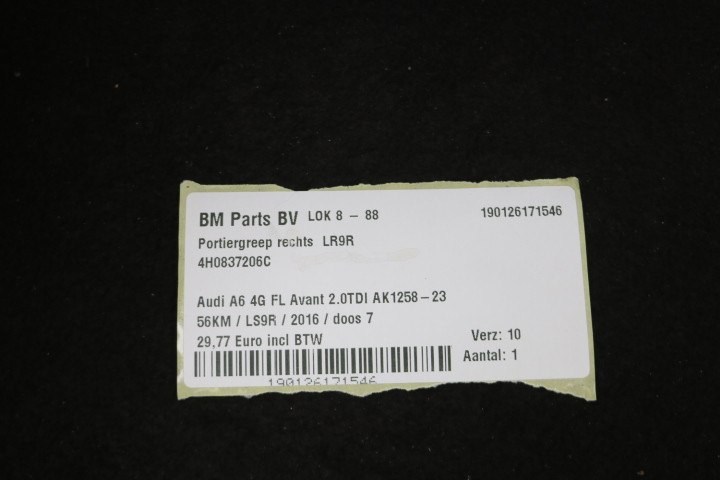 BM Parts BV LOK 8 – 88 190126171546
Portiergreep rechts LR9R
4H0837206C
Audi A6 4G FL Avant 2.0TDI AK1258–23
56KM / LS9R / 2016 / doos 7
29,77 Euro incl BTW Verz: 10
Aantal: 1
190126171546